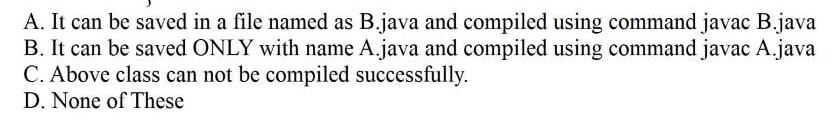 A. It can be saved in a file named as B.java and compiled using command javac B.java
B. It can be saved ONLY with name A.java and compiled using command javac A.java
C. Above class can not be compiled successfully.
D. None of These